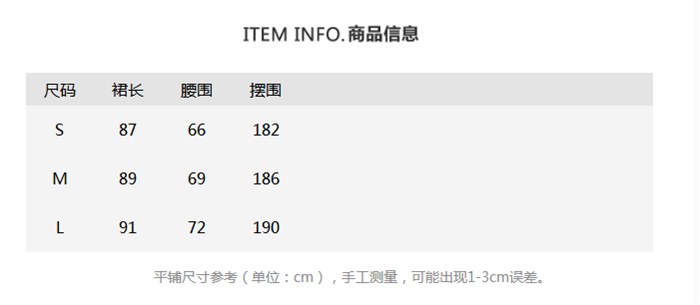 ITEM INFO.商品信息
尺码 裙长 腰围 摆围
S 87 66 182
M 89 69 186
L 91 72 190
平铺尺寸参考（单位：cm），手工测量，可能出现1-3cm误差。